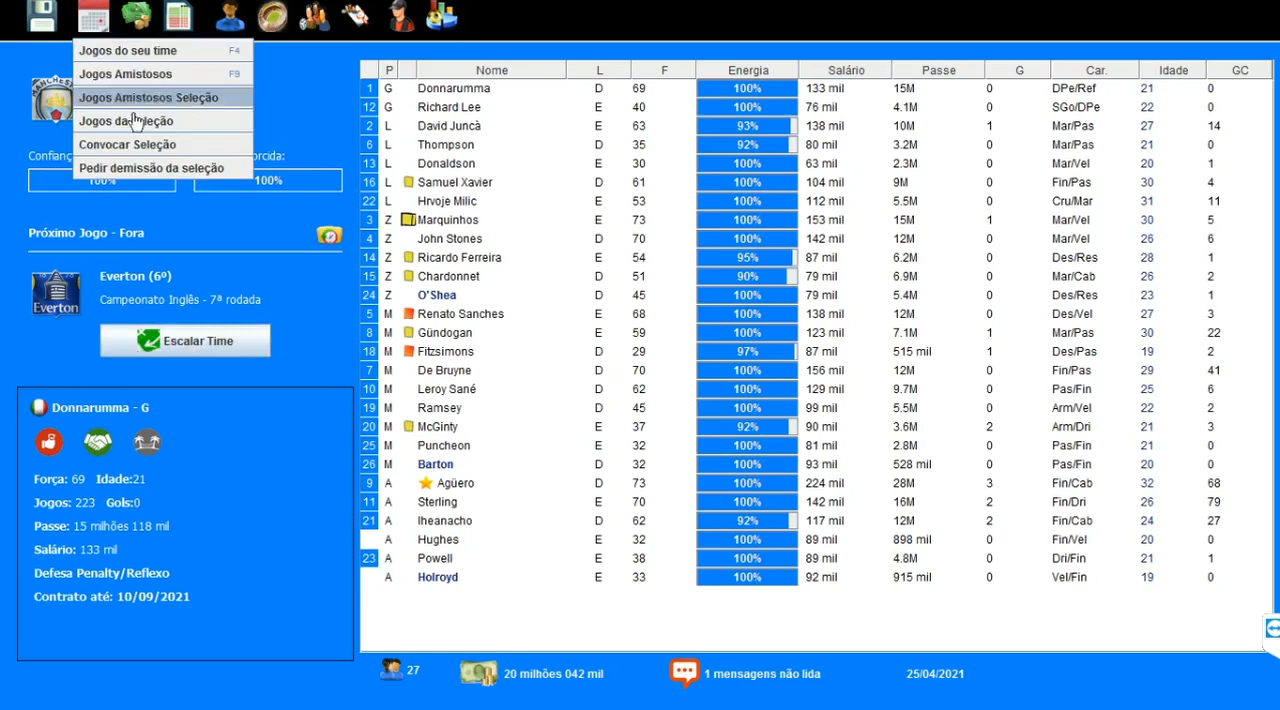 Jogos do seu time F4
Jogos Amistosos F9
Jogos Amistosos Seleção
Jogos da eleção
Convocar Seleção
Pedir demissão da seleção
Confianç orcida:
100% 100%
Próximo Jogo - Fora
Everton (6º)
Campeonato Inglês - 7ª rodada
Everton
Escalar Time
Donnarumma - G
Força: 69 Idade:21
Jogos: 223 Gols:0
Passe: 15 milhões 118 mil
Salário: 133 mil
Defesa Penalty/Reflexo
Contrato até: 10/09/2021
P Nome L F Energia Salário Passe G Car. Idade GC
1 G Donnarumma D 69 100% 133 mil 15M 0 DPe/Ref 21 0
12 G Richard Lee E 40 100% 76 mil 4.1M 0 SGo/DPe 22 0
2 L David Juncà E 63 93% 138 mil 10M 1 Mar/Pas 27 14
6 L Thompson D 35 92% 80 mil 3.2M 0 Mar/Pas 21 0
13 L Donaldson E 30 100% 63 mil 2.3M 0 Mar/Vel 20 1
16 L Samuel Xavier D 61 100% 104 mil 9M 0 Fin/Pas 30 4
22 L Hrvoje Milic E 53 100% 112 mil 5.5M 0 Cru/Mar 31 11
3 Z Marquinhos E 73 100% 153 mil 15M 1 Mar/Vel 30 5
4 Z John Stones D 70 100% 142 mil 12M 0 Mar/Vel 26 6
14 Z Ricardo Ferreira E 54 95% 87 mil 6.2M 0 Des/Res 28 1
15 Z Chardonnet D 51 90% 79 mil 6.9M 0 Mar/Cab 26 2
24 Z O'Shea D 45 100% 79 mil 5.4M 0 Des/Res 23 1
5 M Renato Sanches E 68 100% 138 mil 12M 0 Des/Vel 27 3
8 M Gündogan E 59 100% 123 mil 7.1M 1 Mar/Pas 30 22
18 M Fitzsimons D 29 97% 87 mil 515 mil 1 Des/Pas 19 2
7 M De Bruyne D 70 100% 156 mil 12M 0 Fin/Pas 29 41
10 M Leroy Sané D 62 100% 129 mil 9.7M 0 Pas/Fin 25 6
19 M Ramsey D 45 100% 99 mil 5.5M 0 Arm/Vel 22 2
20 M McGinty E 37 92% 90 mil 3.6M 2 Arm/Dri 21 3
25 M Puncheon E 32 100% 81 mil 2.8M 0 Pas/Fin 21 0
26 M Barton D 32 100% 93 mil 528 mil 0 Pas/Fin 20 0
9 A Agüero D 73 100% 224 mil 28M 3 Fin/Cab 32 68
11 A Sterling E 70 100% 142 mil 16M 2 Fin/Dri 26 79
21 A Iheanacho D 62 92% 117 mil 12M 2 Fin/Cab 24 27
A Hughes E 32 100% 89 mil 898 mil 0 Fin/Vel 20 0
23 A Powell E 38 100% 89 mil 4.8M 0 Dri/Fin 21 1
A Holroyd E 33 100% 92 mil 915 mil 0 Vel/Fin 19 0
27 20 milhões 042 mil 1 mensagens não lida 25/04/2021